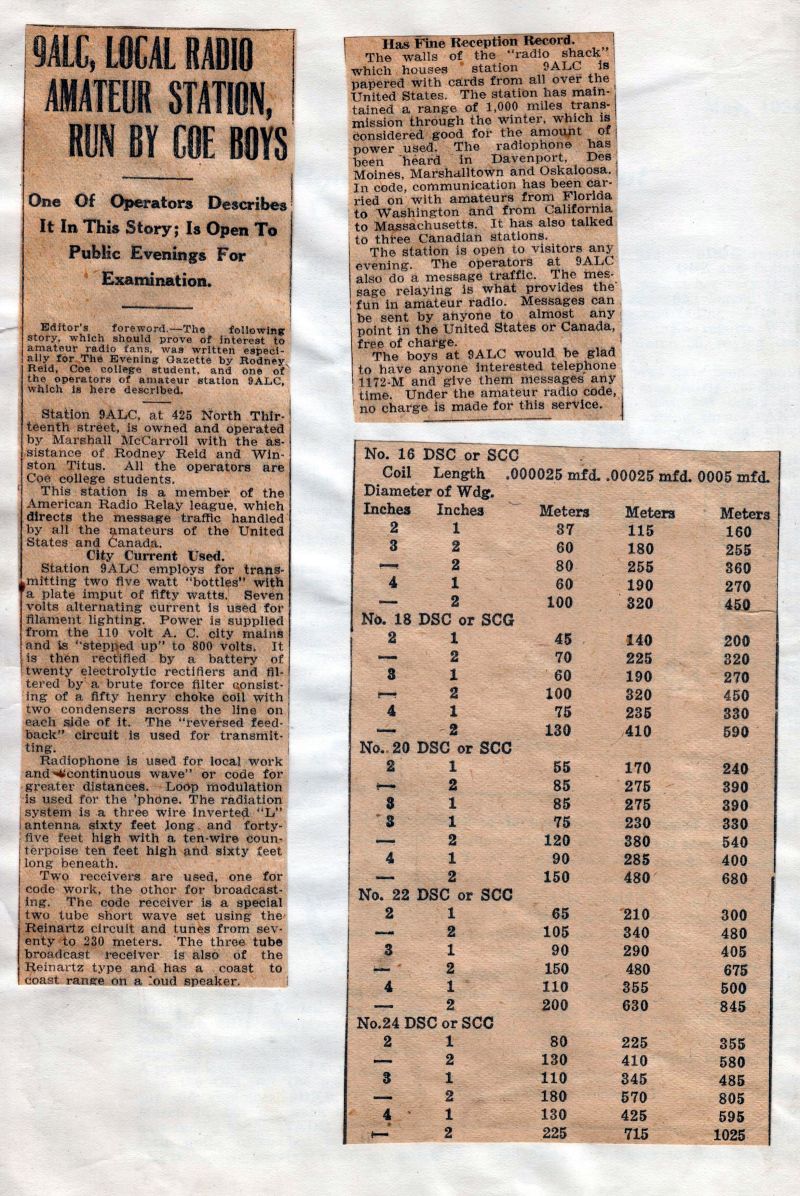 9ALC, LOCAL RADIO
AMATEUR STATION,
RUN BY COE BOYS
One Of Operators Describes
It In This Story; Is Open To
Public Evenings For
Examination.
Editor's foreword.—The following
story, which should prove of interest to
amateur radio fans, was written especi-
ally for The Evening Gazette by Rodney
Reid, Coe college student, and one of
the operators of amateur station 9ALC,
which is here described.
Station 9ALC, at 425 North Thir-
teenth street, is owned and operated
by Marshall McCarroll with the as-
sistance of Rodney Reid and Win-
ston Titus. All the operators are
Coe college students.
This station is a member of the
American Radio Relay league, which
directs the message traffic handled
by all the amateurs of the United
States and Canada.
City Current Used.
Station 9ALC employs for trans-
mitting two five watt "bottles" with
a plate imput of fifty watts. Seven
volts alternating current is used for
filament lighting. Power is supplied
from the 110 volt A. C. city mains
and is "stepped up" to 800 volts. It
is then rectified by a battery of
twenty electrolytic rectifiers and fil-
tered by a brute force filter consist-
ing of a fifty henry choke coil with
two condensers across the line on
each side of it. The "reversed feed-
back" circuit is used for transmit-
ting.
Radiophone is used for local work
and "continuous wave" or code for
greater distances. Loop modulation
is used for the 'phone. The radiation
system is a three wire inverted "L"
antenna sixty feet long and forty-
five feet high with a ten-wire coun-
terpoise ten feet high and sixty feet
long beneath.
Two receivers are used, one for
code work, the other for broadcast-
ing. The code receiver is a special
two tube short wave set using the
Reinartz circuit and tunes from sev-
enty to 230 meters. The three tube
broadcast receiver is also of the
Reinartz type and has a coast to
coast range on a loud speaker.
Has Fine Reception Record.
The walls of the "radio shack"
which houses station 9ALC is
papered with cards from all over the
United States. The station has main-
tained a range of 1,000 miles trans-
mission through the winter, which is
considered good for the amount of
power used. The radiophone has
been heard in Davenport, Des
Moines, Marshalltown and Oskaloosa.
In code, communication has been car-
ried on with amateurs from Florida
to Washington and from California
to Massachusetts. It has also talked
to three Canadian stations.
The station is open to visitors any
evening. The operators at 9ALC
also do a message traffic. The mes-
sage relaying is what provides the
fun in amateur radio. Messages can
be sent by anyone to almost any
point in the United States or Canada,
free of charge.
The boys at 9ALC would be glad
to have anyone interested telephone
1172-M and give them messages any
time. Under the amateur radio code,
no charge is made for this service.
No. 16 DSC or SCC
Coil Length .000025 mfd. .00025 mfd. 0005 mfd.
Diameter of Wdg.
Inches Inches Meters Meters Meters
2 1 37 115 160
3 2 60 180 255
— 2 80 255 360
4 1 60 190 270
— 2 100 320 450
No. 18 DSC or SCG
2 1 45 140 200
— 2 70 225 320
3 1 60 190 270
— 2 100 320 450
4 1 75 235 330
— 2 130 410 590
No. 20 DSC or SCC
2 1 55 170 240
— 2 85 275 390
3 1 85 275 390
3 1 75 230 330
— 2 120 380 540
4 1 90 285 400
— 2 150 480 680
No. 22 DSC or SCC
2 1 65 210 300
— 2 105 340 480
3 1 90 290 405
— 2 150 480 675
4 1 110 355 500
— 2 200 630 845
No.24 DSC or SCC
2 1 80 225 355
— 2 130 410 580
3 1 110 345 485
— 2 180 570 805
4 1 130 425 595
— 2 225 715 1025